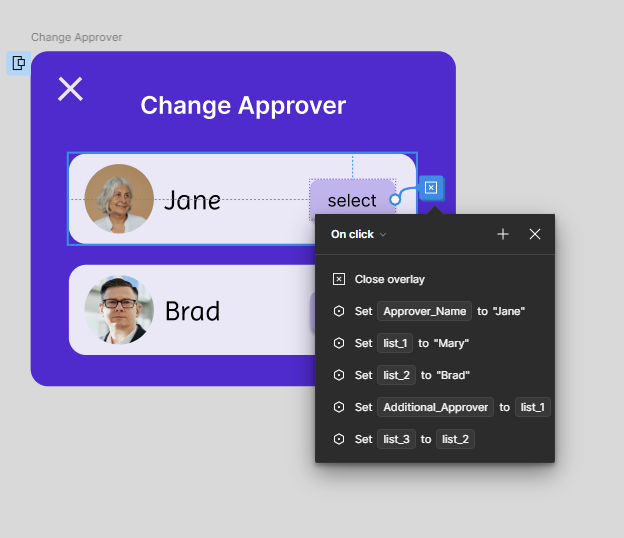 Change Approver
Change Approver
Jane
select
On click
Close overlay
Set Approver_Name to "Jane"
Set list_1 to "Mary"
Brad
Set list_2 to "Brad"
Set Additional_Approver to list_1
Set list_3 to list_2